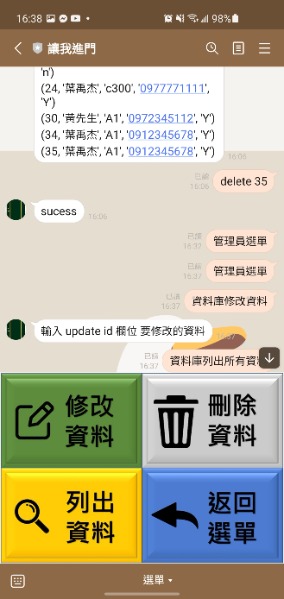 16:38
98%
讓我進門
'n')
(24, '葉禹杰', 'c300', '0977771111',
'Y')
(30, '黃先生', 'A1', '0972345112', 'Y')
(34, '葉禹杰', 'A1', '0912345678', 'Y')
(35, '葉禹杰', 'A1', '0912345678', 'Y')
16:06
已讀
16:06
delete 35
sucess
16:06
已讀
16:37
管理員選單
已讀
16:37
管理員選單
已讀
16:37
資料庫修改資料
輸入 update id 欄位 要修改的資料
16:37
已讀
16:37
資料庫列出所有資
修改
資料
刪除
資料
列出
資料
返回
選單
選單